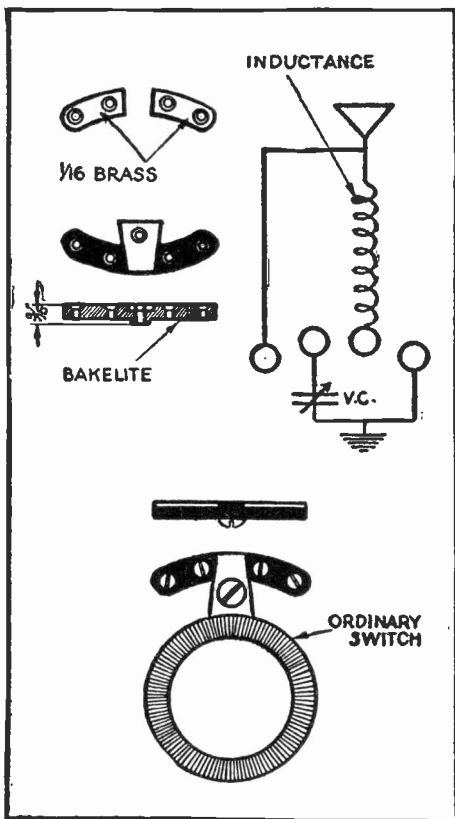 INDUCTANCE
1/16 BRASS
BAKELITE
V.C.
ORDINARY
SWITCH